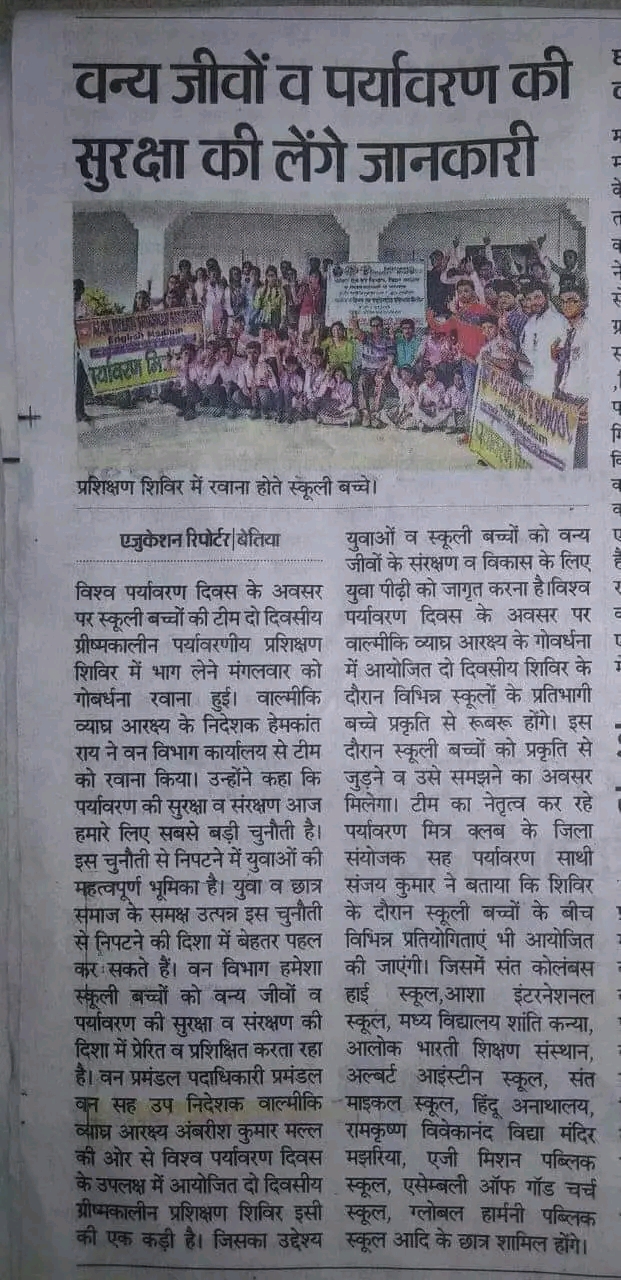 वन्य जीवों व पर्यावरण की
सुरक्षा की लेंगे जानकारी
English Medium
र्यावरण मि
SCHOOL
प्रशिक्षण शिविर में रवाना होते स्कूली बच्चे।
एजुकेशन रिपोर्टर|बेतिया
विश्व पर्यावरण दिवस के अवसर
पर स्कूली बच्चों की टीम दो दिवसीय
ग्रीष्मकालीन पर्यावरणीय प्रशिक्षण
शिविर में भाग लेने मंगलवार को
गोबर्धना रवाना हुई। वाल्मीकि
व्याघ्र आरक्ष्य के निदेशक हेमकांत
राय ने वन विभाग कार्यालय से टीम
को रवाना किया। उन्होंने कहा कि
पर्यावरण की सुरक्षा व संरक्षण आज
हमारे लिए सबसे बड़ी चुनौती है।
इस चुनौती से निपटने में युवाओं की
महत्वपूर्ण भूमिका है। युवा व छात्र
समाज के समक्ष उत्पन्न इस चुनौती
से निपटने की दिशा में बेहतर पहल
कर सकते हैं। वन विभाग हमेशा
स्कूली बच्चों को वन्य जीवों व
पर्यावरण की सुरक्षा व संरक्षण की
दिशा में प्रेरित व प्रशिक्षित करता रहा
है। वन प्रमंडल पदाधिकारी प्रमंडल
वन सह उप निदेशक वाल्मीकि
व्याघ्र आरक्ष्य अंबरीश कुमार मल्ल
की ओर से विश्व पर्यावरण दिवस
के उपलक्ष में आयोजित दो दिवसीय
ग्रीष्मकालीन प्रशिक्षण शिविर इसी
की एक कड़ी है। जिसका उद्देश्य
युवाओं व स्कूली बच्चों को वन्य
जीवों के संरक्षण व विकास के लिए
युवा पीढ़ी को जागृत करना है।विश्व
पर्यावरण दिवस के अवसर पर
वाल्मीकि व्याघ्र आरक्ष्य के गोवर्धना
में आयोजित दो दिवसीय शिविर के
दौरान विभिन्न स्कूलों के प्रतिभागी
बच्चे प्रकृति से रूबरू होंगे। इस
दौरान स्कूली बच्चों को प्रकृति से
जुड़ने व उसे समझने का अवसर
मिलेगा। टीम का नेतृत्व कर रहे
पर्यावरण मित्र क्लब के जिला
संयोजक सह पर्यावरण साथी
संजय कुमार ने बताया कि शिविर
के दौरान स्कूली बच्चों के बीच
विभिन्न प्रतियोगिताएं भी आयोजित
की जाएंगी। जिसमें संत कोलंबस
हाई स्कूल,आशा इंटरनेशनल
स्कूल, मध्य विद्यालय शांति कन्या,
आलोक भारती शिक्षण संस्थान,
अल्बर्ट आइंस्टीन स्कूल, संत
माइकल स्कूल, हिंदू अनाथालय,
रामकृष्ण विवेकानंद विद्या मंदिर
मझरिया, एजी मिशन पब्लिक
स्कूल, एसेम्बली ऑफ गॉड चर्च
स्कूल, ग्लोबल हार्मनी पब्लिक
स्कूल आदि के छात्र शामिल होंगे।